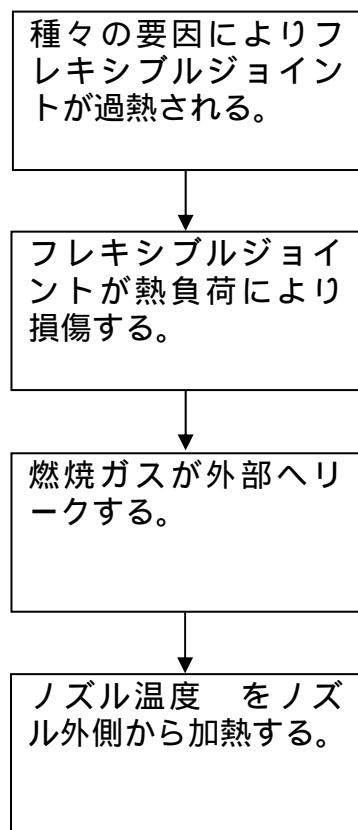 種々の要因によりフ
レキシブルジョイン
トが過熱される。
フレキシブルジョイ
ントが熱負荷により
損傷する。
燃焼ガスが外部へリ
ークする。
ノズル温度　をノズ
ル外側から加熱する。